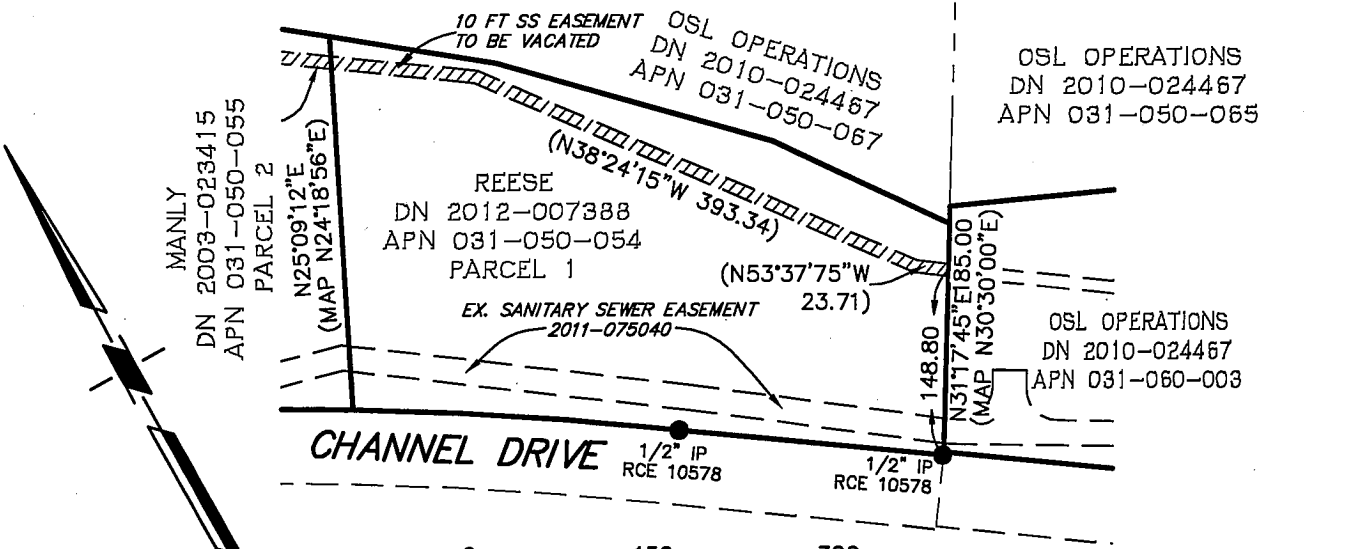 10 FT SS EASEMENT
TO BE VACATED
OSL OPERATIONS
DN 2010-024467
APN 031-050-067
OSL OPERATIONS
DN 2010-024467
APN 031-050-065
MANLY
DN 2003-023415
APN 031-050-055
PARCEL 2
N25°09'12"E
(MAP N24°18'56"E)
REESE
DN 2012-007388
APN 031-050-054
PARCEL 1
(N38°24'15"W 393.34)
(N53°37'75"W
23.71)
EX. SANITARY SEWER EASEMENT
2011-075040
148.80
N31°17'45"E185.00
(MAP N30°30'00"E)
OSL OPERATIONS
DN 2010-024467
APN 031-060-003
CHANNEL DRIVE
1/2" IP
RCE 10578
1/2" IP
RCE 10578